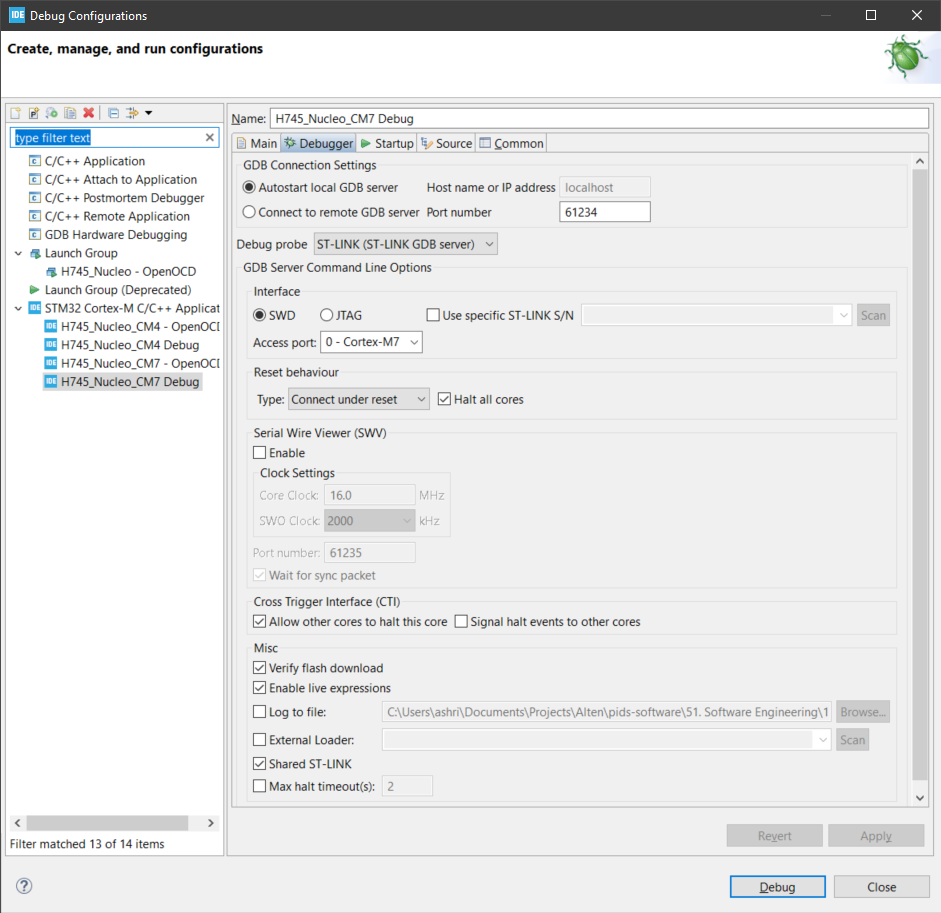 IDE Debug Configurations
Create, manage, and run configurations
type filter text
C/C++ Application
C/C++ Attach to Application
C/C++ Postmortem Debugger
C/C++ Remote Application
GDB Hardware Debugging
Launch Group
H745_Nucleo - OpenOCD
Launch Group (Deprecated)
IDE STM32 Cortex-M C/C++ Applicat
IDE H745_Nucleo_CM4 - OpenOCD
IDE H745_Nucleo_CM4 Debug
IDE H745_Nucleo_CM7 - OpenOCD
IDE H745_Nucleo_CM7 Debug
Filter matched 13 of 14 items
Name: H745_Nucleo_CM7 Debug
Main Debugger Startup Source Common
GDB Connection Settings
Autostart local GDB server Host name or IP address localhost
Connect to remote GDB server Port number 61234
Debug probe ST-LINK (ST-LINK GDB server)
GDB Server Command Line Options
Interface
SWD JTAG Use specific ST-LINK S/N Scan
Access port: 0 - Cortex-M7
Reset behaviour
Type: Connect under reset Halt all cores
Serial Wire Viewer (SWV)
Enable
Clock Settings
Core Clock: 16.0 MHz
SWO Clock: 2000 kHz
Port number: 61235
Wait for sync packet
Cross Trigger Interface (CTI)
Allow other cores to halt this core Signal halt events to other cores
Misc
Verify flash download
Enable live expressions
Log to file: C:\Users\ashri\Documents\Projects\Alten\pids-software\51. Software Engineering\1 Browse...
External Loader: Scan
Shared ST-LINK
Max halt timeout(s): 2
Revert Apply
? Debug Close